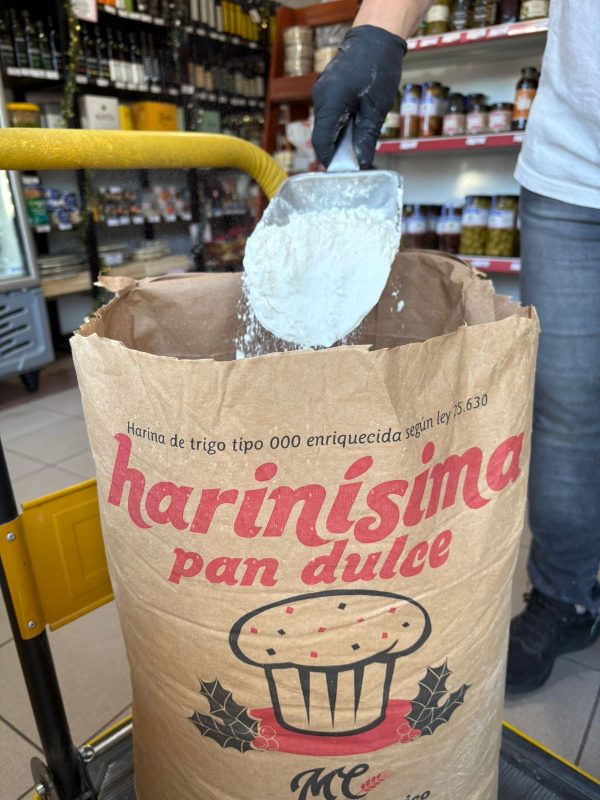 Harina de trigo tipo 000 enriquecida según ley 25.630
harinísima
pan dulce
MC